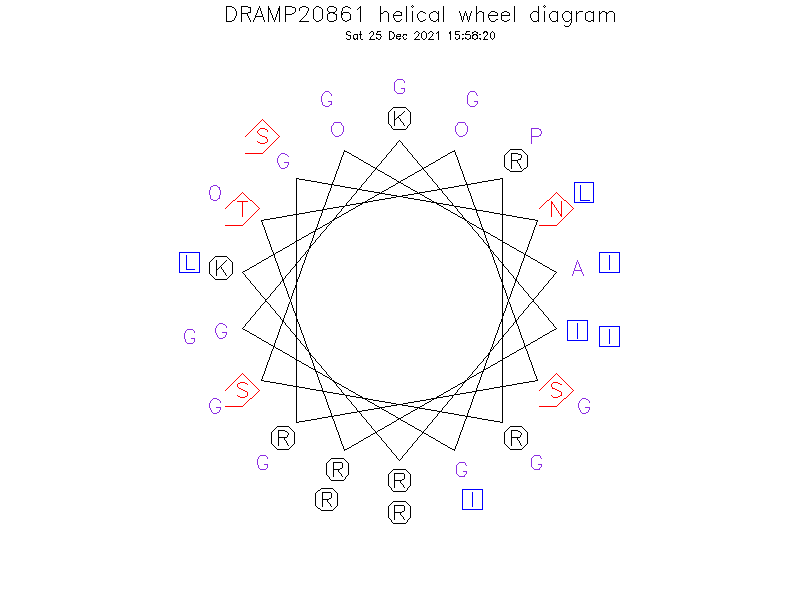 DRAMP20861 helical wheel diagram
Sat 25 Dec 2021 15:58:20
G
G G
K
O O
S P
G R
O L
T N
L K A I
G G I I
S S
G G
R R
G G
R G
R
R I
R